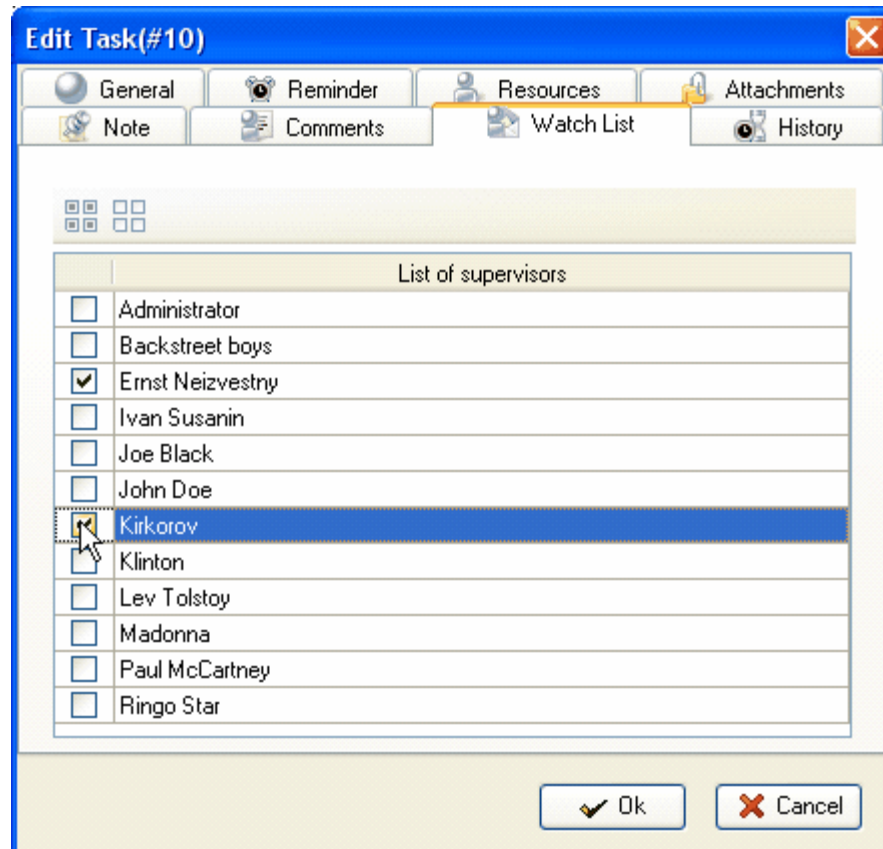 Edit Task(#10)
General Reminder Resources Attachments
Note Comments Watch List History
List of supervisors
Administrator
Backstreet boys
Ernst Neizvestny
Ivan Susanin
Joe Black
John Doe
Kirkorov
Klinton
Lev Tolstoy
Madonna
Paul McCartney
Ringo Star
Ok Cancel